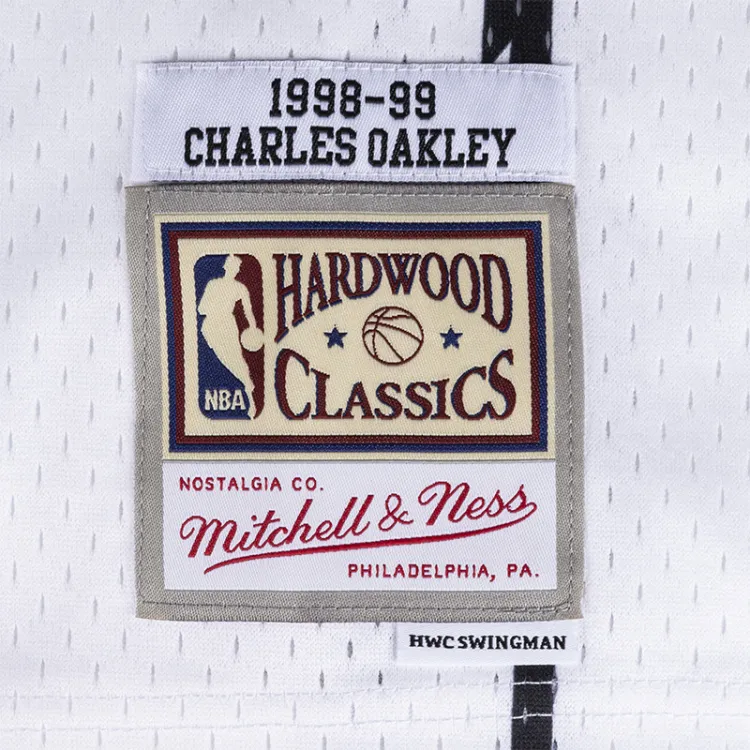 1998-99
CHARLES OAKLEY
HARDWOOD
CLASSICS
NBA
NOSTALGIA CO.
Mitchell & Ness
PHILADELPHIA, PA.
HWC SWINGMAN